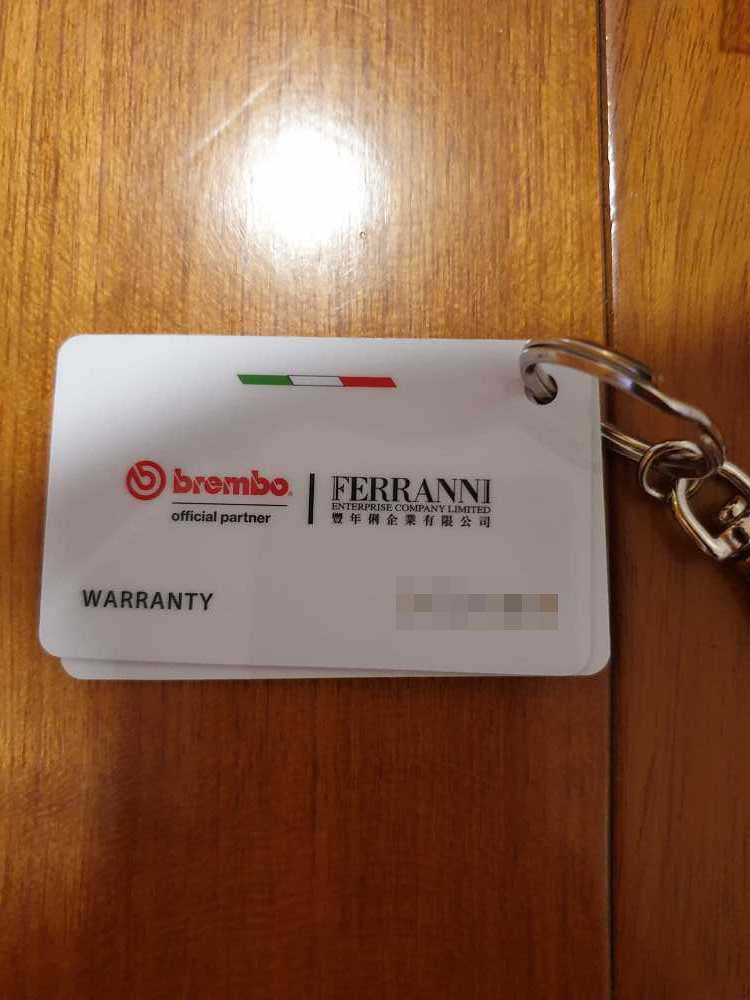 brembo
official partner
FERRANNI
ENTERPRISE COMPANY LIMITED
豐年俐企業有限公司
WARRANTY